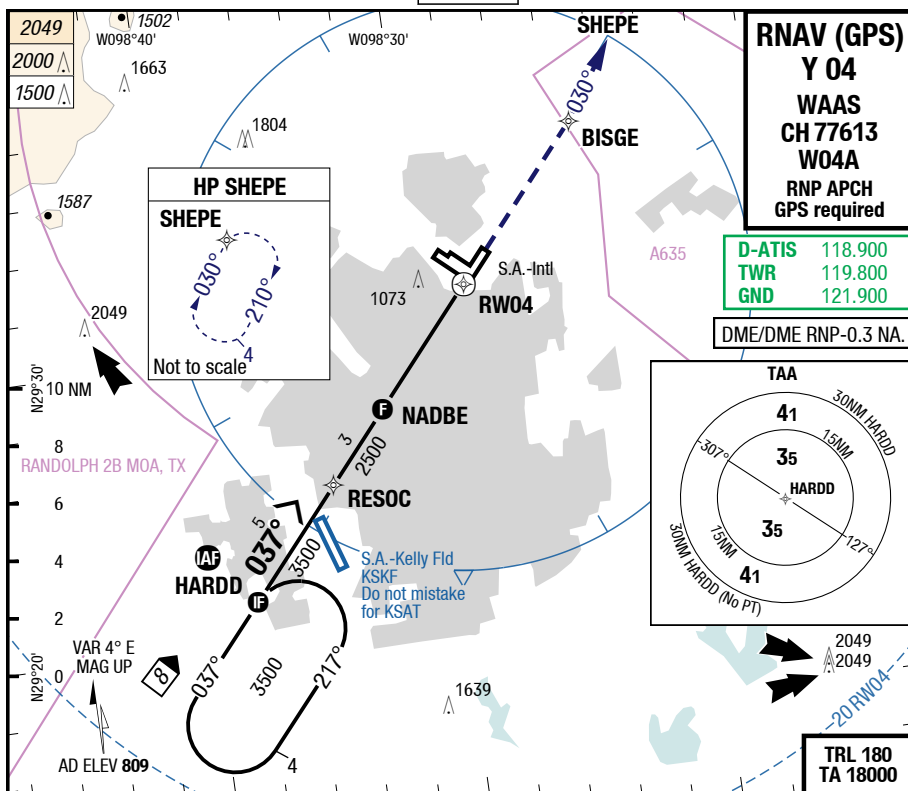 2049
2000
1500
1502
W098°40'
1663
W098°30'
SHEPE
030°
BISGE
RNAV (GPS)
Y 04
WAAS
CH 77613
W04A
RNP APCH
GPS required
1804
1587
HP SHEPE
SHEPE
030°
210°
4
Not to scale
2049
A635
D-ATIS 118.900
TWR 119.800
GND 121.900
DME/DME RNP-0.3 NA.
S.A.-Intl
1073
RW04
N29°30'
10 NM
8
6
4
2
0
N29°20'
RANDOLPH 2B MOA, TX
F
NADBE
3
2500
RESOC
5
037°
3500
IAF
HARDD
IF
S.A.-Kelly Fld
KSKF
Do not mistake
for KSAT
TAA
30NM HARDD
41
15NM
307°
35
HARDD
35
127°
15NM
41
30NM HARDD (No PT)
VAR 4° E
MAG UP
8
037°
3500
217°
4
1639
2049
2049
20 RW04
AD ELEV 809
TRL 180
TA 18000